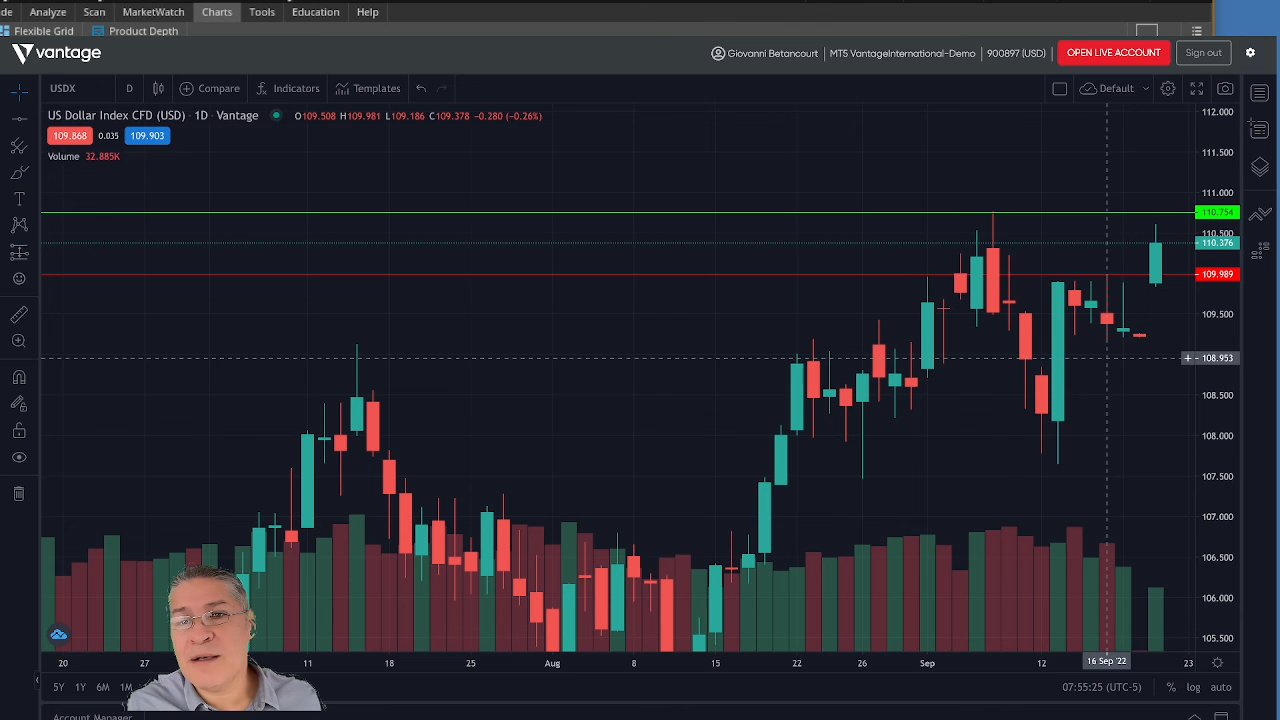 de Analyze Scan MarketWatch Charts Tools Education Help
Flexible Grid Product Depth
vantage Giovanni Betancourt MT5 VantageInternational-Demo 900897 (USD) OPEN LIVE ACCOUNT Sign out
USDX D Compare Indicators Templates Default
US Dollar Index CFD (USD) · 1D · Vantage O109.508 H109.981 L109.186 C109.378 -0.280 (-0.26%)
109.868 0.035 109.903
Volume 32.885K
112.000
111.500
111.000
110.754
110.500
110.376
109.989
109.500
108.953
108.500
108.000
107.500
107.000
106.500
106.000
105.500
20 27 11 18 25 Aug 8 15 22 26 Sep 12 16 Sep '22 23
5Y 1Y 6M 1M 07:55:25 (UTC-5) % log auto
Account Manager